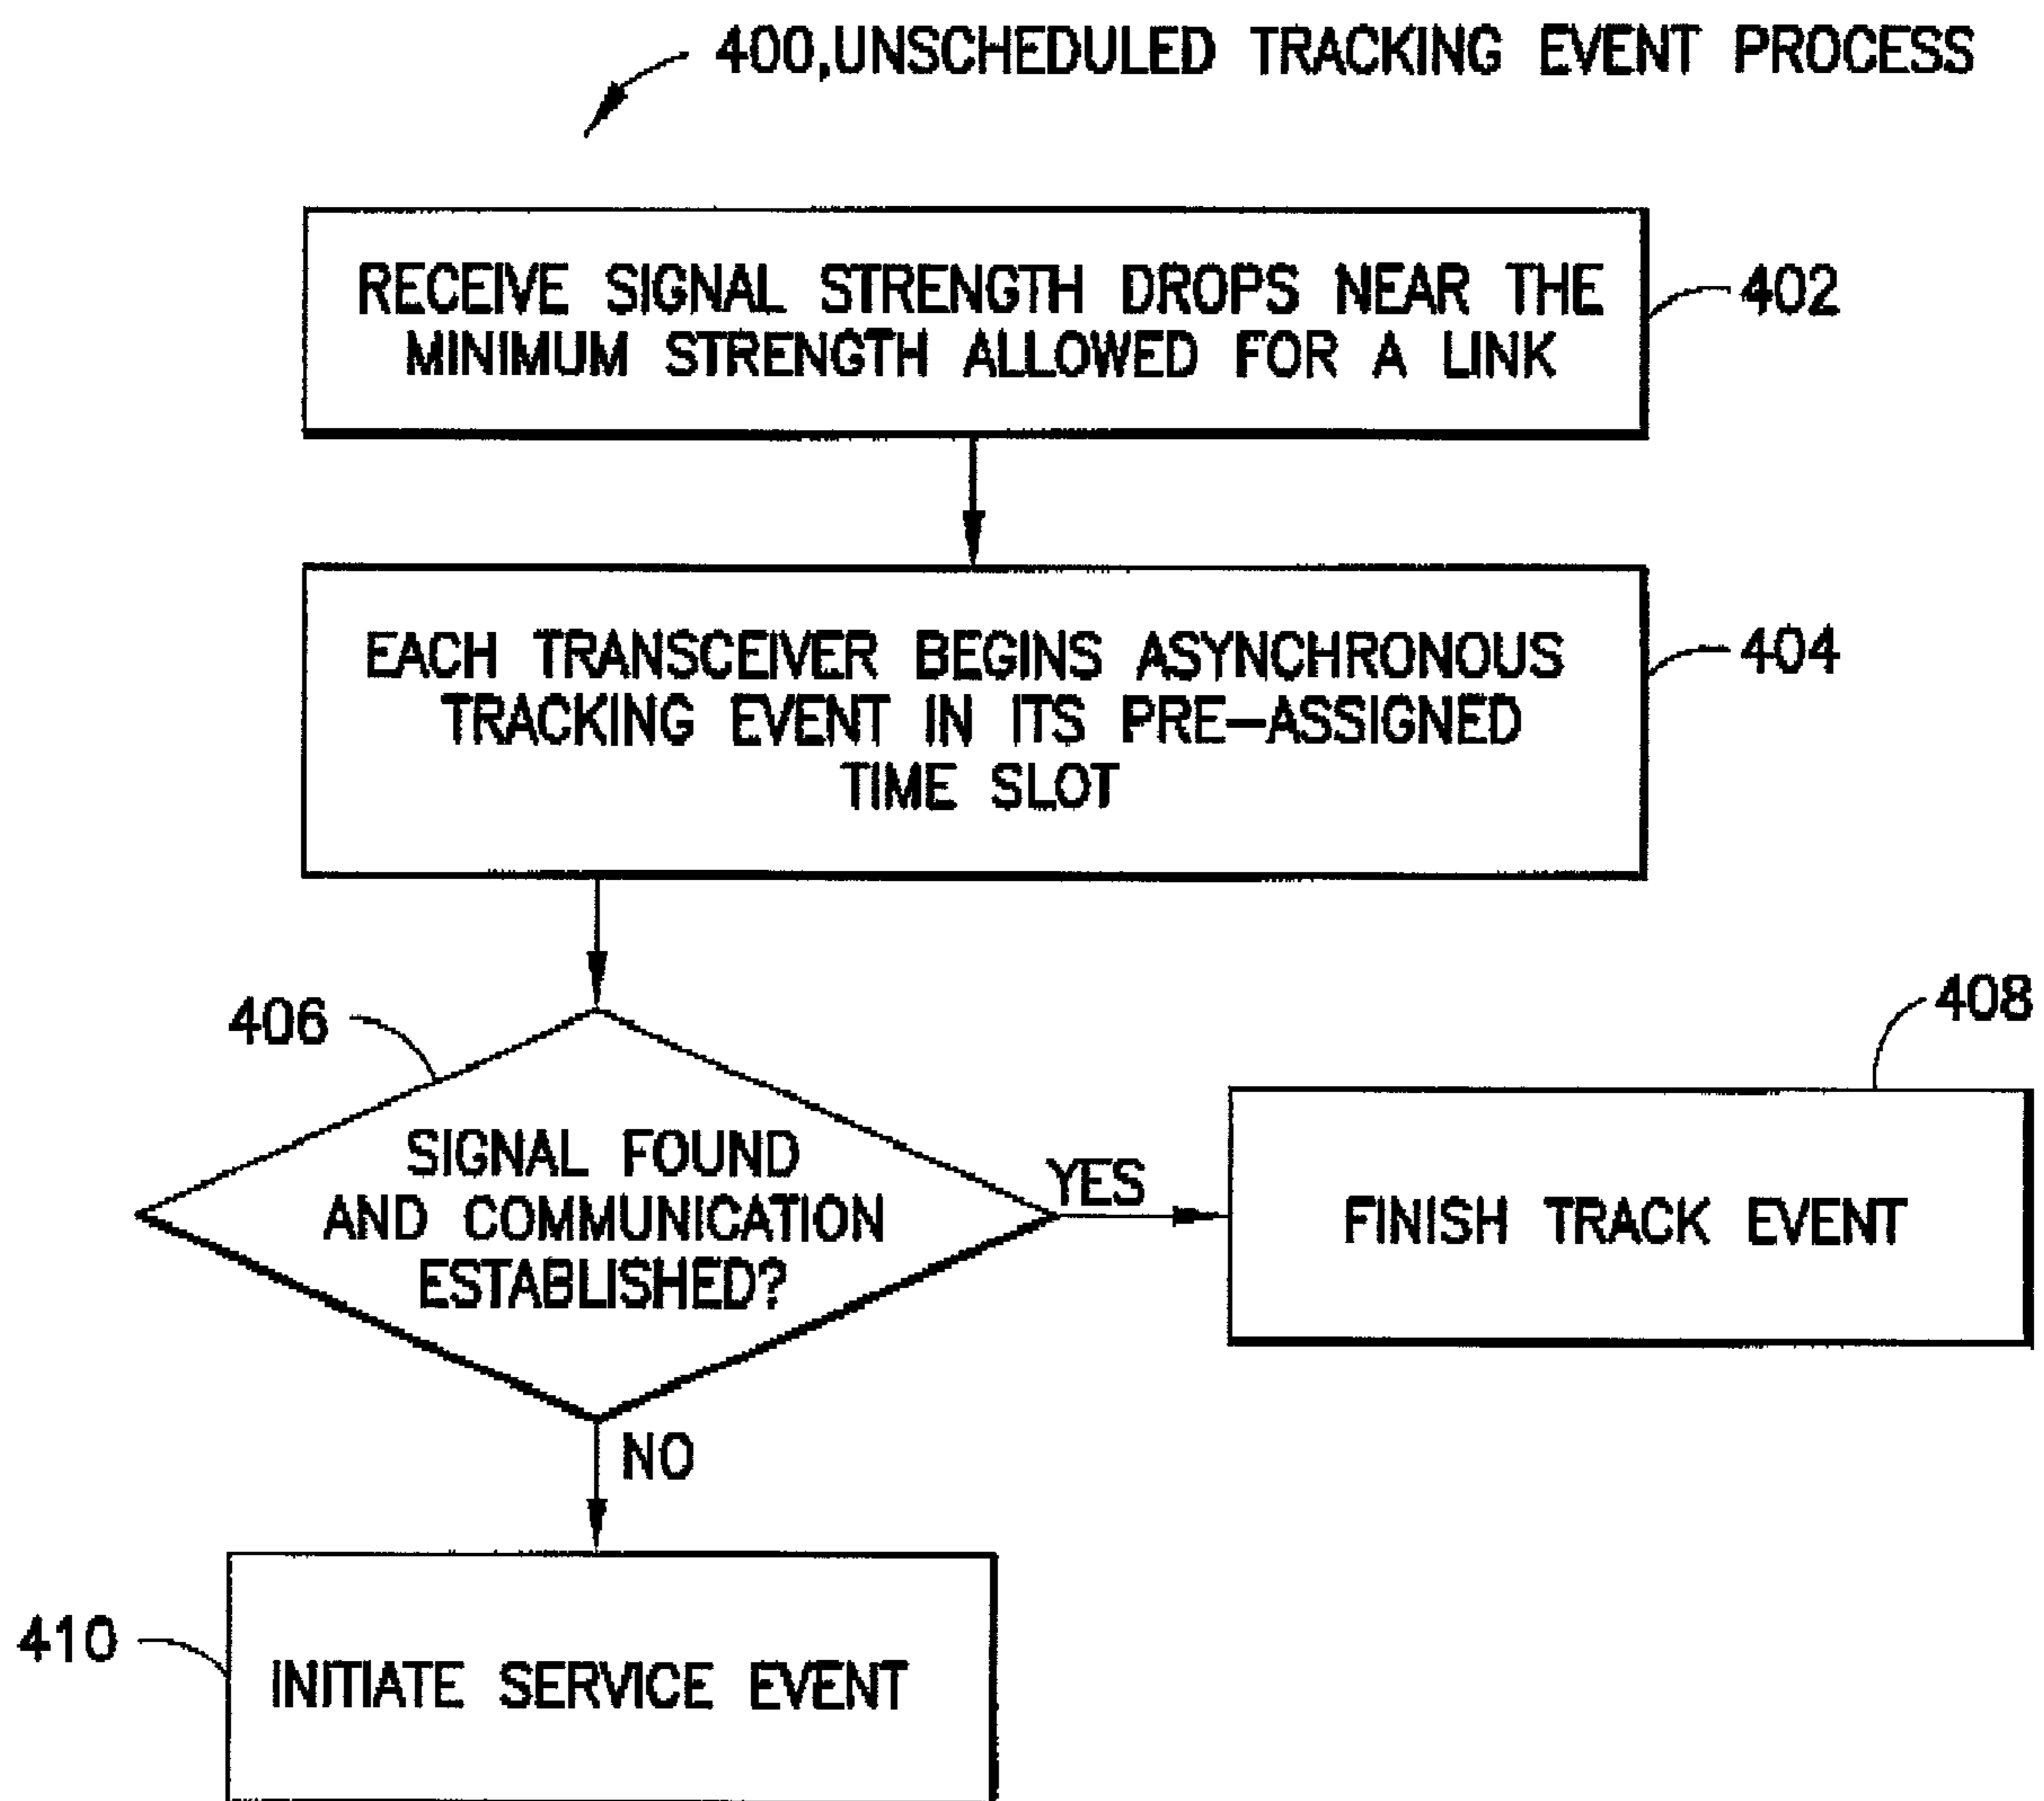 400,UNSCHEDULED TRACKING EVENT PROCESS
RECEIVE SIGNAL STRENGTH DROPS NEAR THE
MINIMUM STRENGTH ALLOWED FOR A LINK
402
EACH TRANSCEIVER BEGINS ASYNCHRONOUS
TRACKING EVENT IN ITS PRE-ASSIGNED
TIME SLOT
404
406
SIGNAL FOUND
AND COMMUNICATION
ESTABLISHED?
YES
408
FINISH TRACK EVENT
NO
410
INITIATE SERVICE EVENT